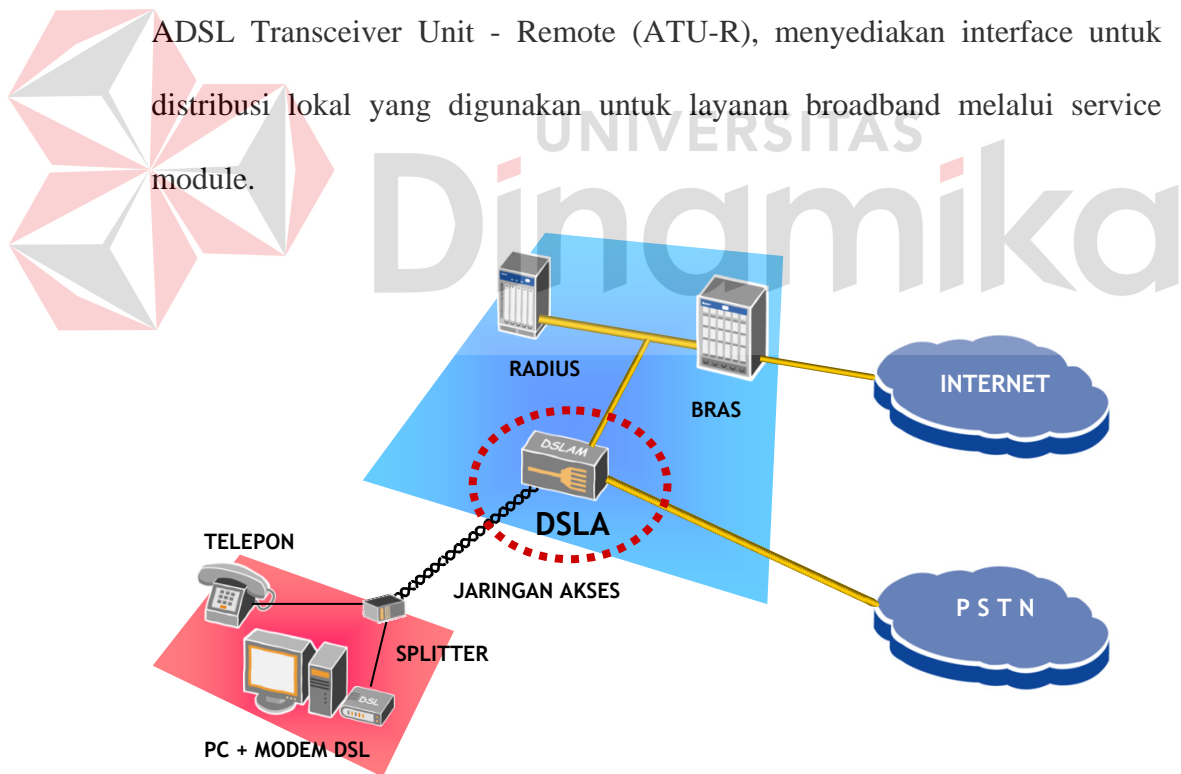 ADSL Transceiver Unit - Remote (ATU-R), menyediakan interface untuk
distribusi lokal yang digunakan untuk layanan broadband melalui service
module.
UNIVERSITAS
Dinamika
RADIUS
BRAS
INTERNET
DSLAM
DSLA
TELEPON
JARINGAN AKSES
PSTN
SPLITTER
DSL
PC + MODEM DSL